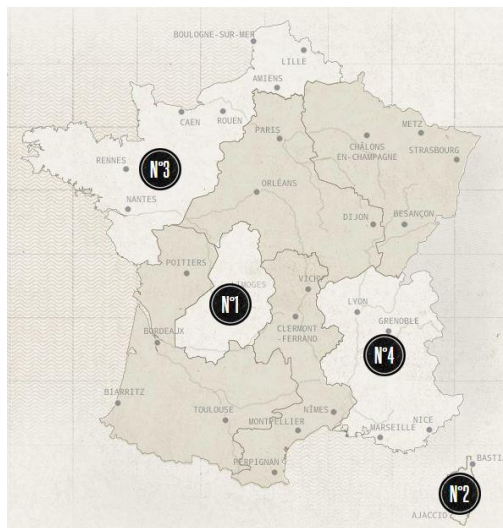 BOULOGNE-SUR-MER
LILLE
AMIENS
CAEN
ROUEN
PARIS
METZ
CHÂLONS
EN-CHAMPAGNE
STRASBOURG
RENNES
N°3
NANTES
ORLÉANS
DIJON
BESANÇON
POITIERS
VICHY
N°1
LYON
GRENOBLE
BORDEAUX
CLERMONT
-FERRAND
N°4
BIARRITZ
TOULOUSE
NÎMES
MONTPELLIER
MARSEILLE
NICE
PERPIGNAN
BASTI
N°2
AJACCIO